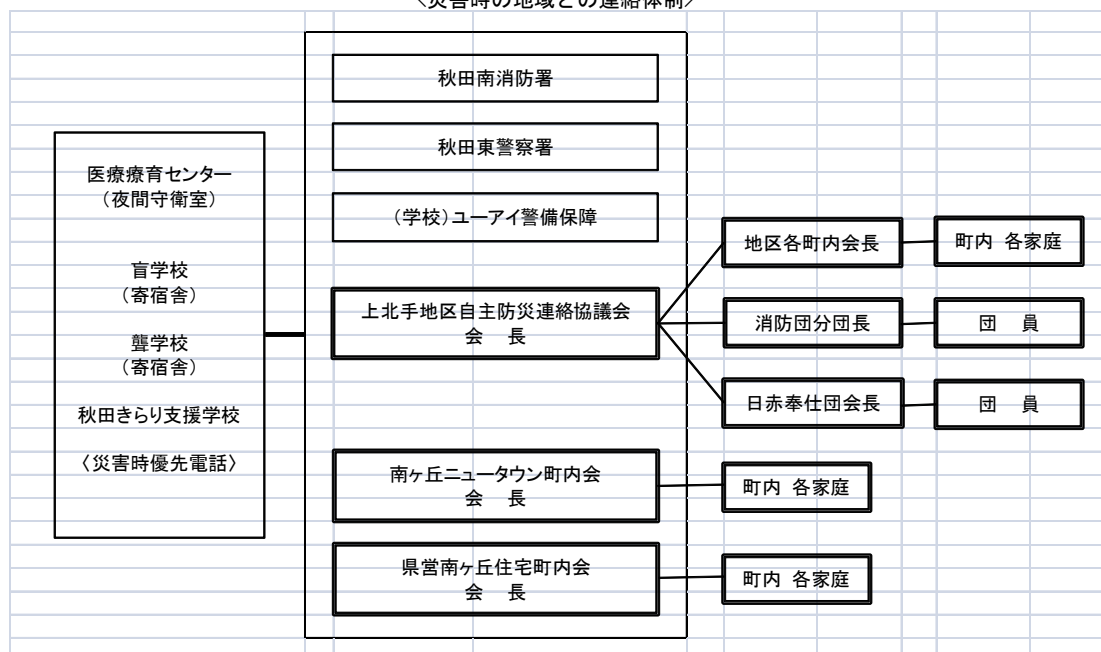 〈災害時の地域との連絡体制〉
医療療育センター
（夜間守衛室）
盲学校
（寄宿舎）
聾学校
（寄宿舎）
秋田きらり支援学校
〈災害時優先電話〉
秋田南消防署
秋田東警察署
（学校）ユーアイ警備保障
上北手地区自主防災連絡協議会
会　長
南ヶ丘ニュータウン町内会
会　長
県営南ヶ丘住宅町内会
会　長
地区各町内会長
町内 各家庭
消防団分団長
団　員
日赤奉仕団会長
団　員
町内 各家庭
町内 各家庭